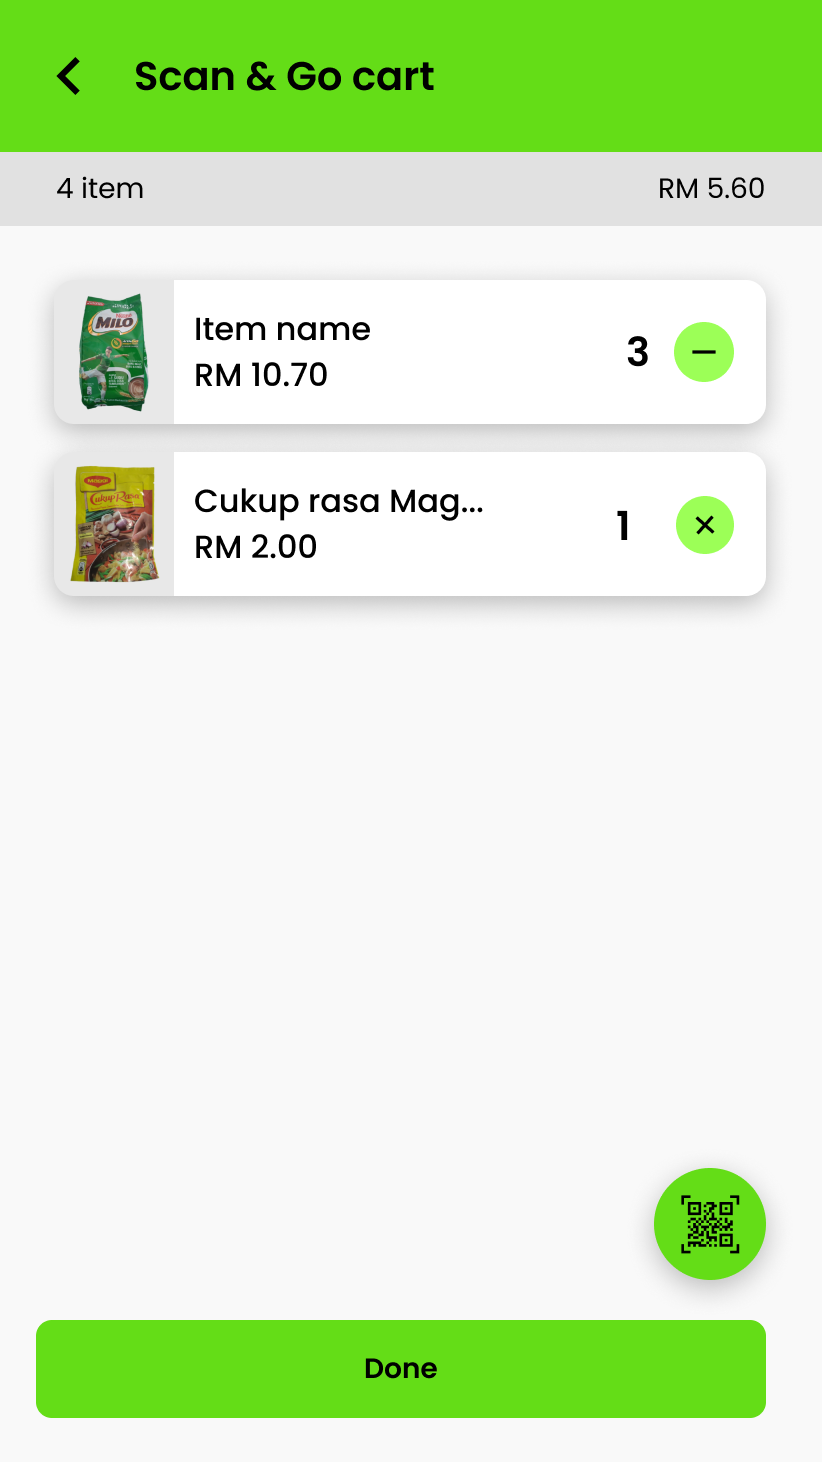 Scan & Go cart
4 item
RM 5.60
MILO
Item name
RM 10.70
3
MAGGI
Cukup Rasa
Cukup rasa Mag...
RM 2.00
1
Done